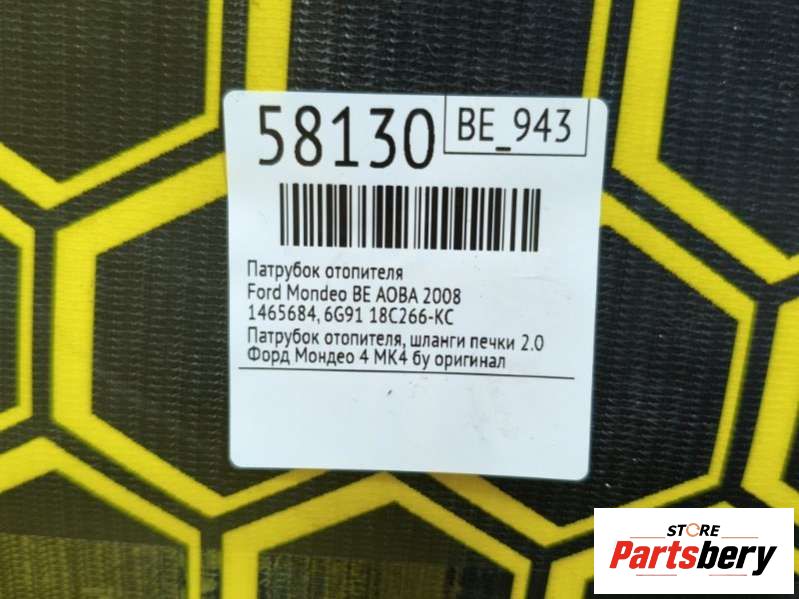 58130
BE_943
Патрубок отопителя
Ford Mondeo BE AOBA 2008
1465684, 6G91 18C266-KC
Патрубок отопителя, шланги печки 2.0
Форд Мондео 4 МК4 бу оригинал
STORE
Partsbery